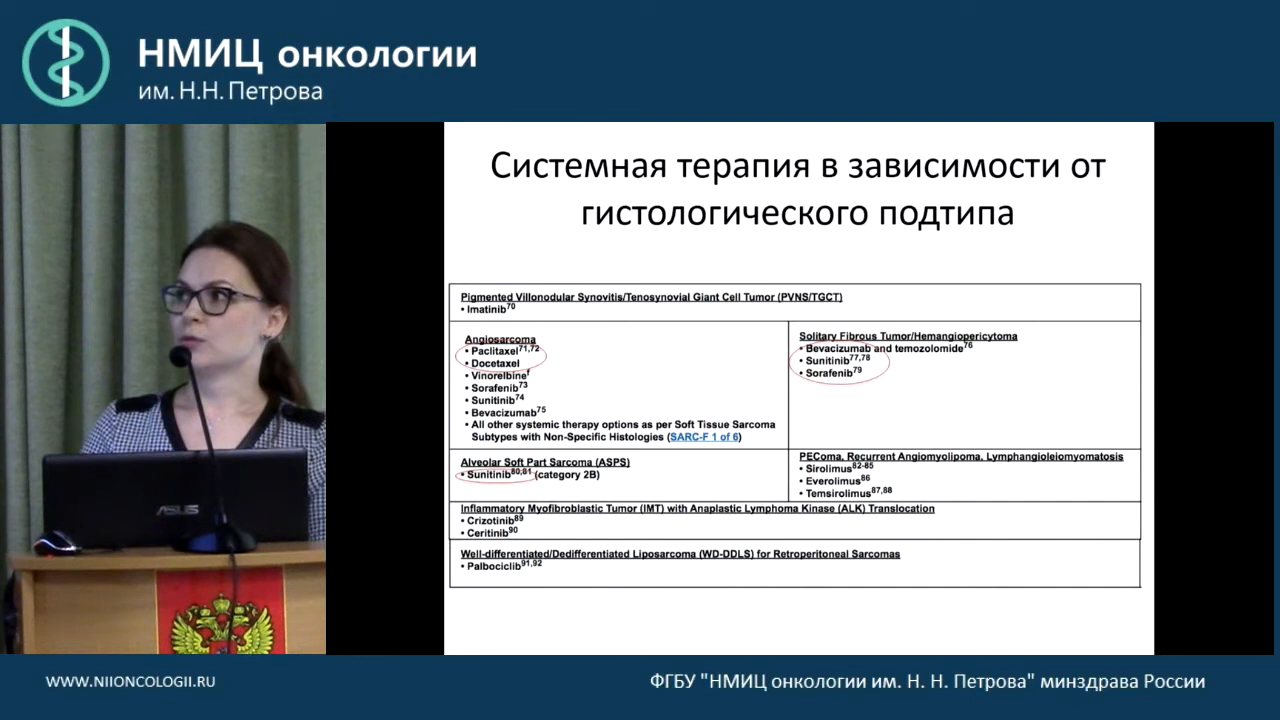 НМИЦ онкологии
им. Н.Н. Петрова
Системная терапия в зависимости от
гистологического подтипа
Pigmented Villonodular Synovitis/Tenosynovial Giant Cell Tumor (PVNS/TGCT)
• Imatinib70
Angiosarcoma
• Paclitaxel71,72
• Docetaxel
• Vinorelbinef
• Sorafenib73
• Sunitinib74
• Bevacizumab75
• All other systemic therapy options as per Soft Tissue Sarcoma
Subtypes with Non-Specific Histologies (SARC-F 1 of 6)
Solitary Fibrous Tumor/Hemangiopericytoma
• Bevacizumab and temozolomide76
• Sunitinib77,78
• Sorafenib79
Alveolar Soft Part Sarcoma (ASPS)
• Sunitinib80,81 (category 2B)
PEComa, Recurrent Angiomyolipoma, Lymphangioleiomyomatosis
• Sirolimus82-85
• Everolimus86
• Temsirolimus87,88
Inflammatory Myofibroblastic Tumor (IMT) with Anaplastic Lymphoma Kinase (ALK) Translocation
• Crizotinib89
• Ceritinib90
Well-differentiated/Dedifferentiated Liposarcoma (WD-DDLS) for Retroperitoneal Sarcomas
• Palbociclib91,92
ASUS
WWW.NIIONCOLOGII.RU
ФГБУ "НМИЦ онкологии им. Н. Н. Петрова" минздрава России